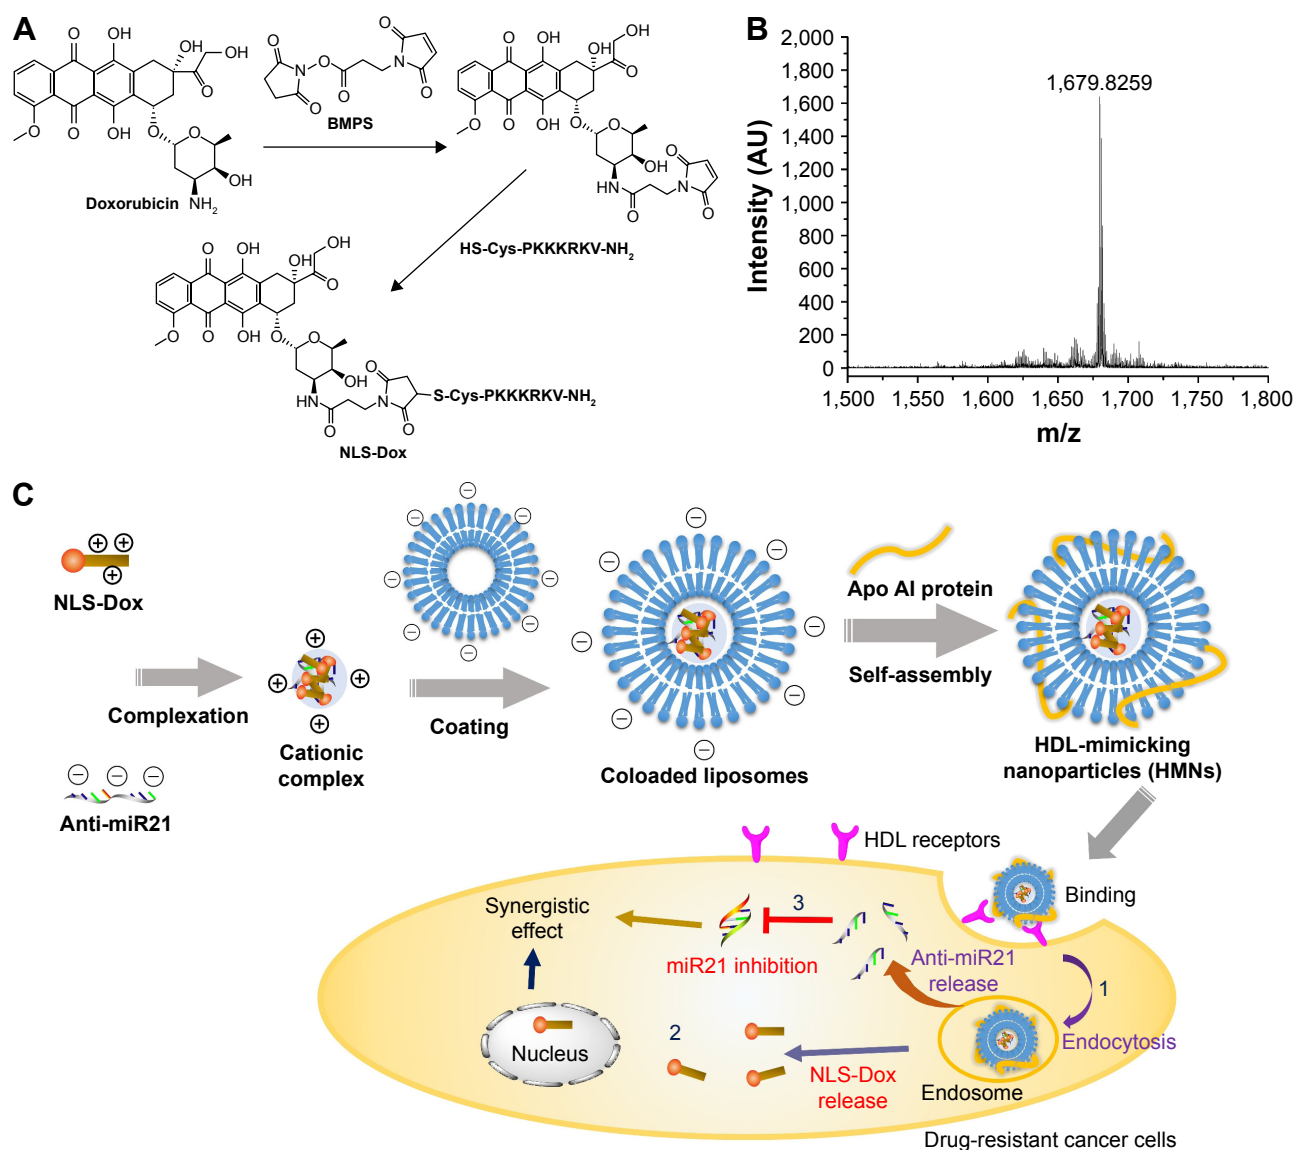 A
BMPS
Doxorubicin
HS-Cys-PKKKRKV-NH2
S-Cys-PKKKRKV-NH2
NLS-Dox
O
OH
OH
OH
O
O
O
OH
O
O
OH
NH2
O
N
O
O
O
O
N
O
O
OH
OH
OH
O
O
O
OH
O
O
OH
HN
O
O
N
O
O
OH
OH
OH
O
O
O
OH
O
O
OH
HN
O
O
N
O
B
2,000
1,800
1,600
1,400
1,200
1,000
800
600
400
200
0
Intensity (AU)
1,679.8259
1,500
1,550
1,600
1,650
1,700
1,750
1,800
m/z
C
NLS-Dox
Complexation
Anti-miR21
Cationic
complex
Coating
Coloaded liposomes
Apo AI protein
Self-assembly
HDL-mimicking
nanoparticles (HMNs)
HDL receptors
Binding
1
Endocytosis
Endosome
Anti-miR21
release
3
miR21 inhibition
Synergistic
effect
2
NLS-Dox
release
Nucleus
Drug-resistant cancer cells